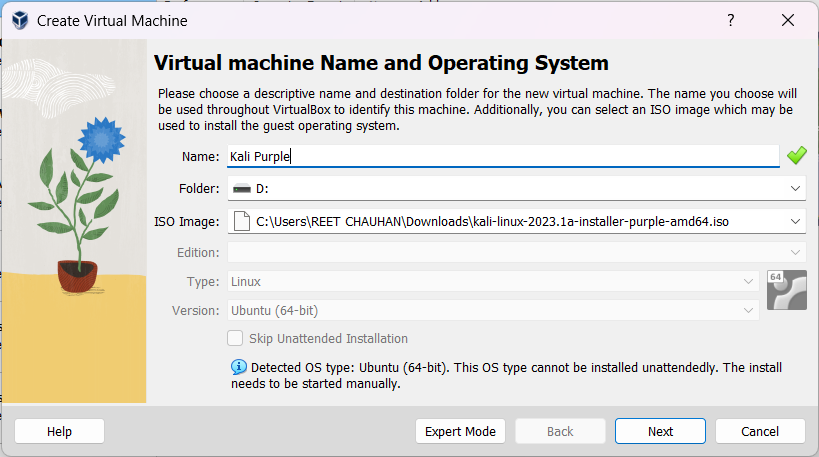 Create Virtual Machine
?
Virtual machine Name and Operating System
Please choose a descriptive name and destination folder for the new virtual machine. The name you choose will
be used throughout VirtualBox to identify this machine. Additionally, you can select an ISO image which may be
used to install the guest operating system.
Name: Kali Purple
Folder: D:
ISO Image: C:\Users\REET CHAUHAN\Downloads\kali-linux-2023.1a-installer-purple-amd64.iso
Edition:
Type: Linux
64
Version: Ubuntu (64-bit)
Skip Unattended Installation
Detected OS type: Ubuntu (64-bit). This OS type cannot be installed unattendedly. The install
needs to be started manually.
Help Expert Mode Back Next Cancel